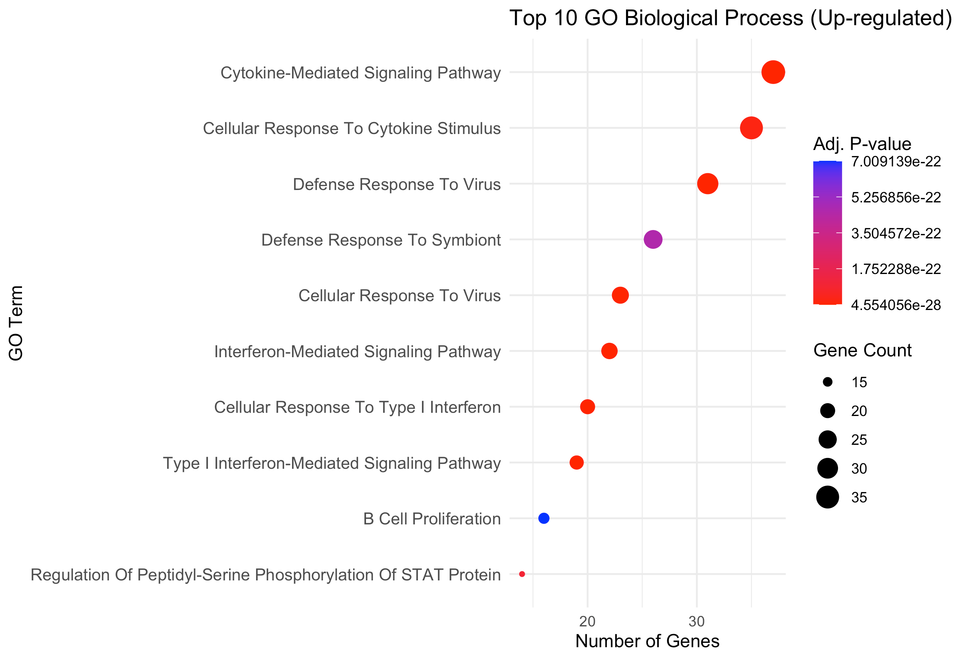 Top 10 GO Biological Process (Up-regulated)
GO Term
Cytokine-Mediated Signaling Pathway
Cellular Response To Cytokine Stimulus
Defense Response To Virus
Defense Response To Symbiont
Cellular Response To Virus
Interferon-Mediated Signaling Pathway
Cellular Response To Type I Interferon
Type I Interferon-Mediated Signaling Pathway
B Cell Proliferation
Regulation Of Peptidyl-Serine Phosphorylation Of STAT Protein
20 30
Number of Genes
Adj. P-value
7.009139e-22
5.256856e-22
3.504572e-22
1.752288e-22
4.554056e-28
Gene Count
15
20
25
30
35